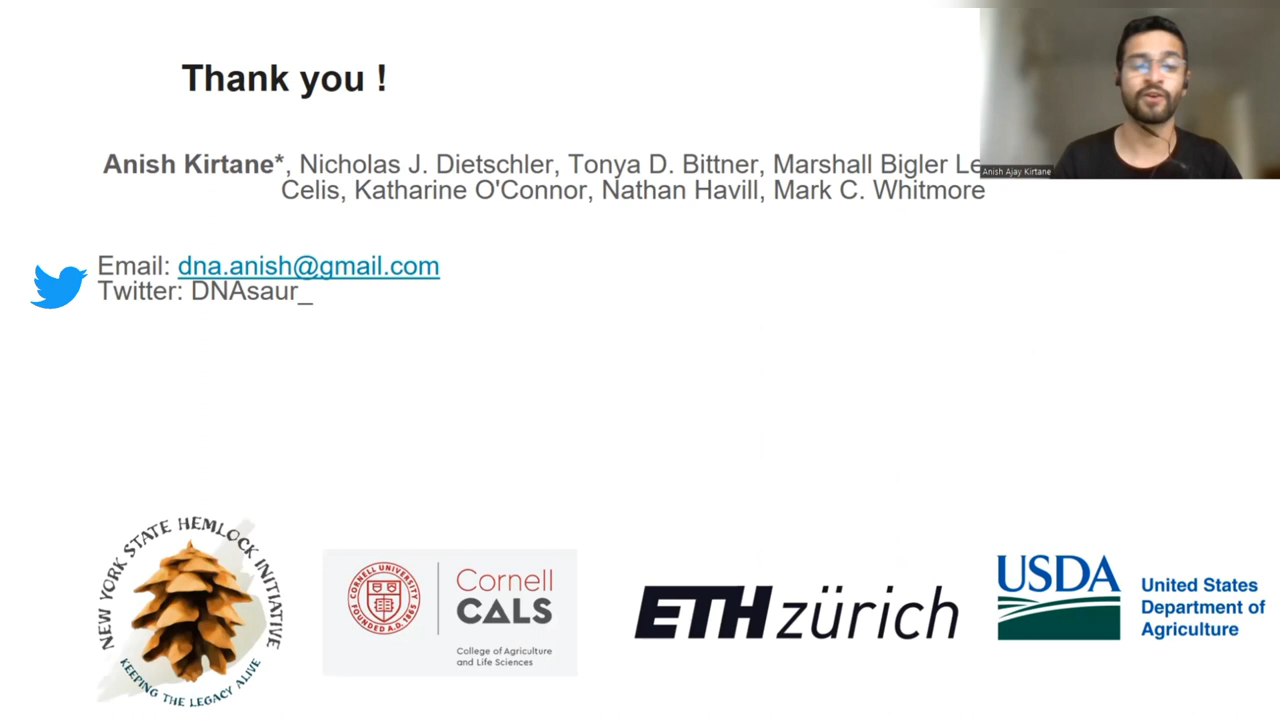 Thank you !
Anish Kirtane*, Nicholas J. Dietschler, Tonya D. Bittner, Marshall Bigler
Celis, Katharine O'Connor, Nathan Havill, Mark C. Whitmore
Anish Ajay Kirtane
Email: dna.anish@gmail.com
Twitter: DNAsaur_
NEW YORK STATE HEMLOCK INITIATIVE
KEEPING THE LEGACY ALIVE
CORNELL UNIVERSITY
FOUNDED A.D. 1865
Cornell
CALS
College of Agriculture
and Life Sciences
ETH zürich
USDA
United States
Department of
Agriculture